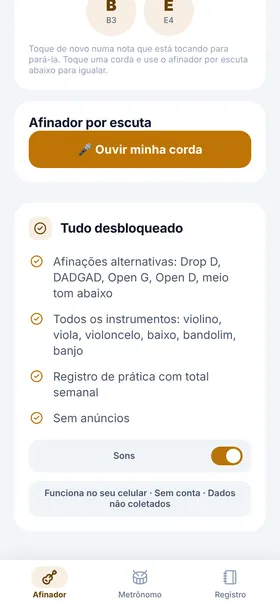 B E
B3 E4
Toque de novo numa nota que está tocando para
pará-la. Toque uma corda e use o afinador por escuta
abaixo para igualar.
Afinador por escuta
🎤 Ouvir minha corda
Tudo desbloqueado
Afinações alternativas: Drop D,
DADGAD, Open G, Open D, meio
tom abaixo
Todos os instrumentos: violino,
viola, violoncelo, baixo, bandolim,
banjo
Registro de prática com total
semanal
Sem anúncios
Sons
Funciona no seu celular · Sem conta · Dados
não coletados
Afinador Metrônomo Registro